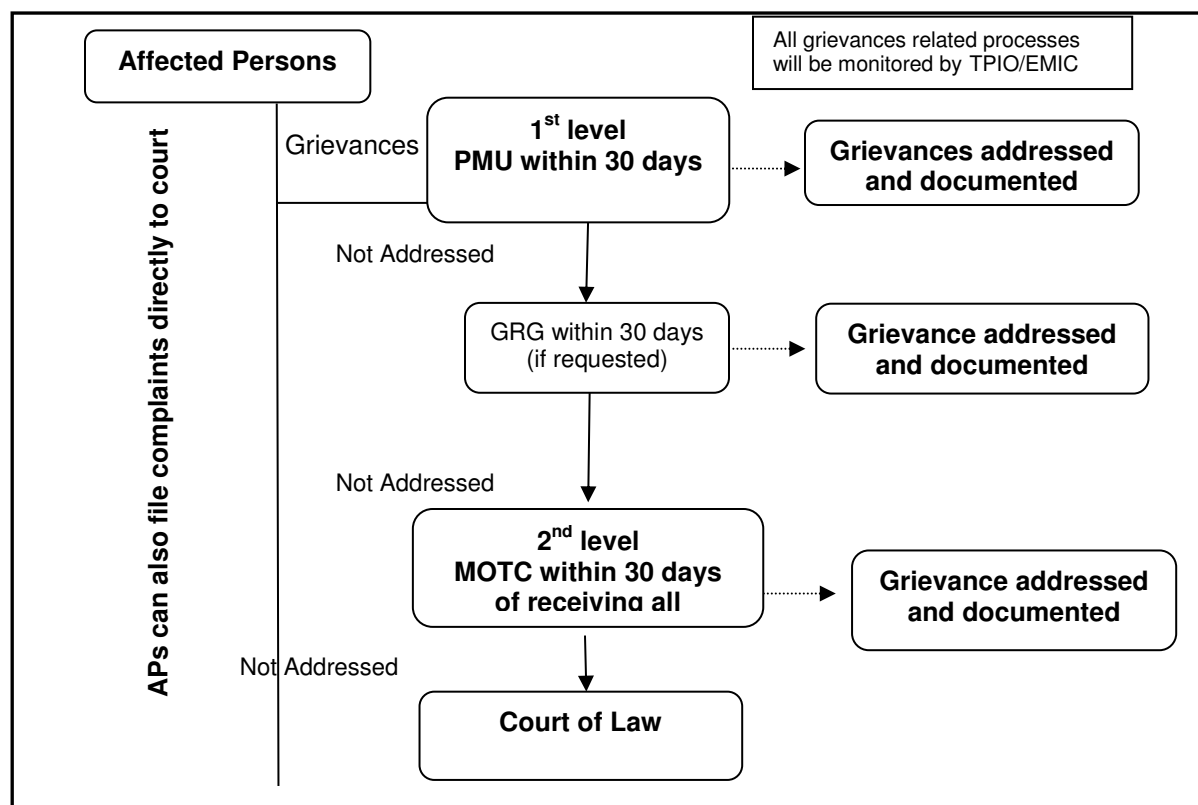 Affected Persons
All grievances related processes
will be monitored by TPIO/EMIC
APs can also file complaints directly to court
Grievances
1st level
PMU within 30 days
Grievances addressed
and documented
Not Addressed
GRG within 30 days
(if requested)
Grievance addressed
and documented
Not Addressed
2nd level
MOTC within 30 days
of receiving all
Grievance addressed
and documented
Not Addressed
Court of Law